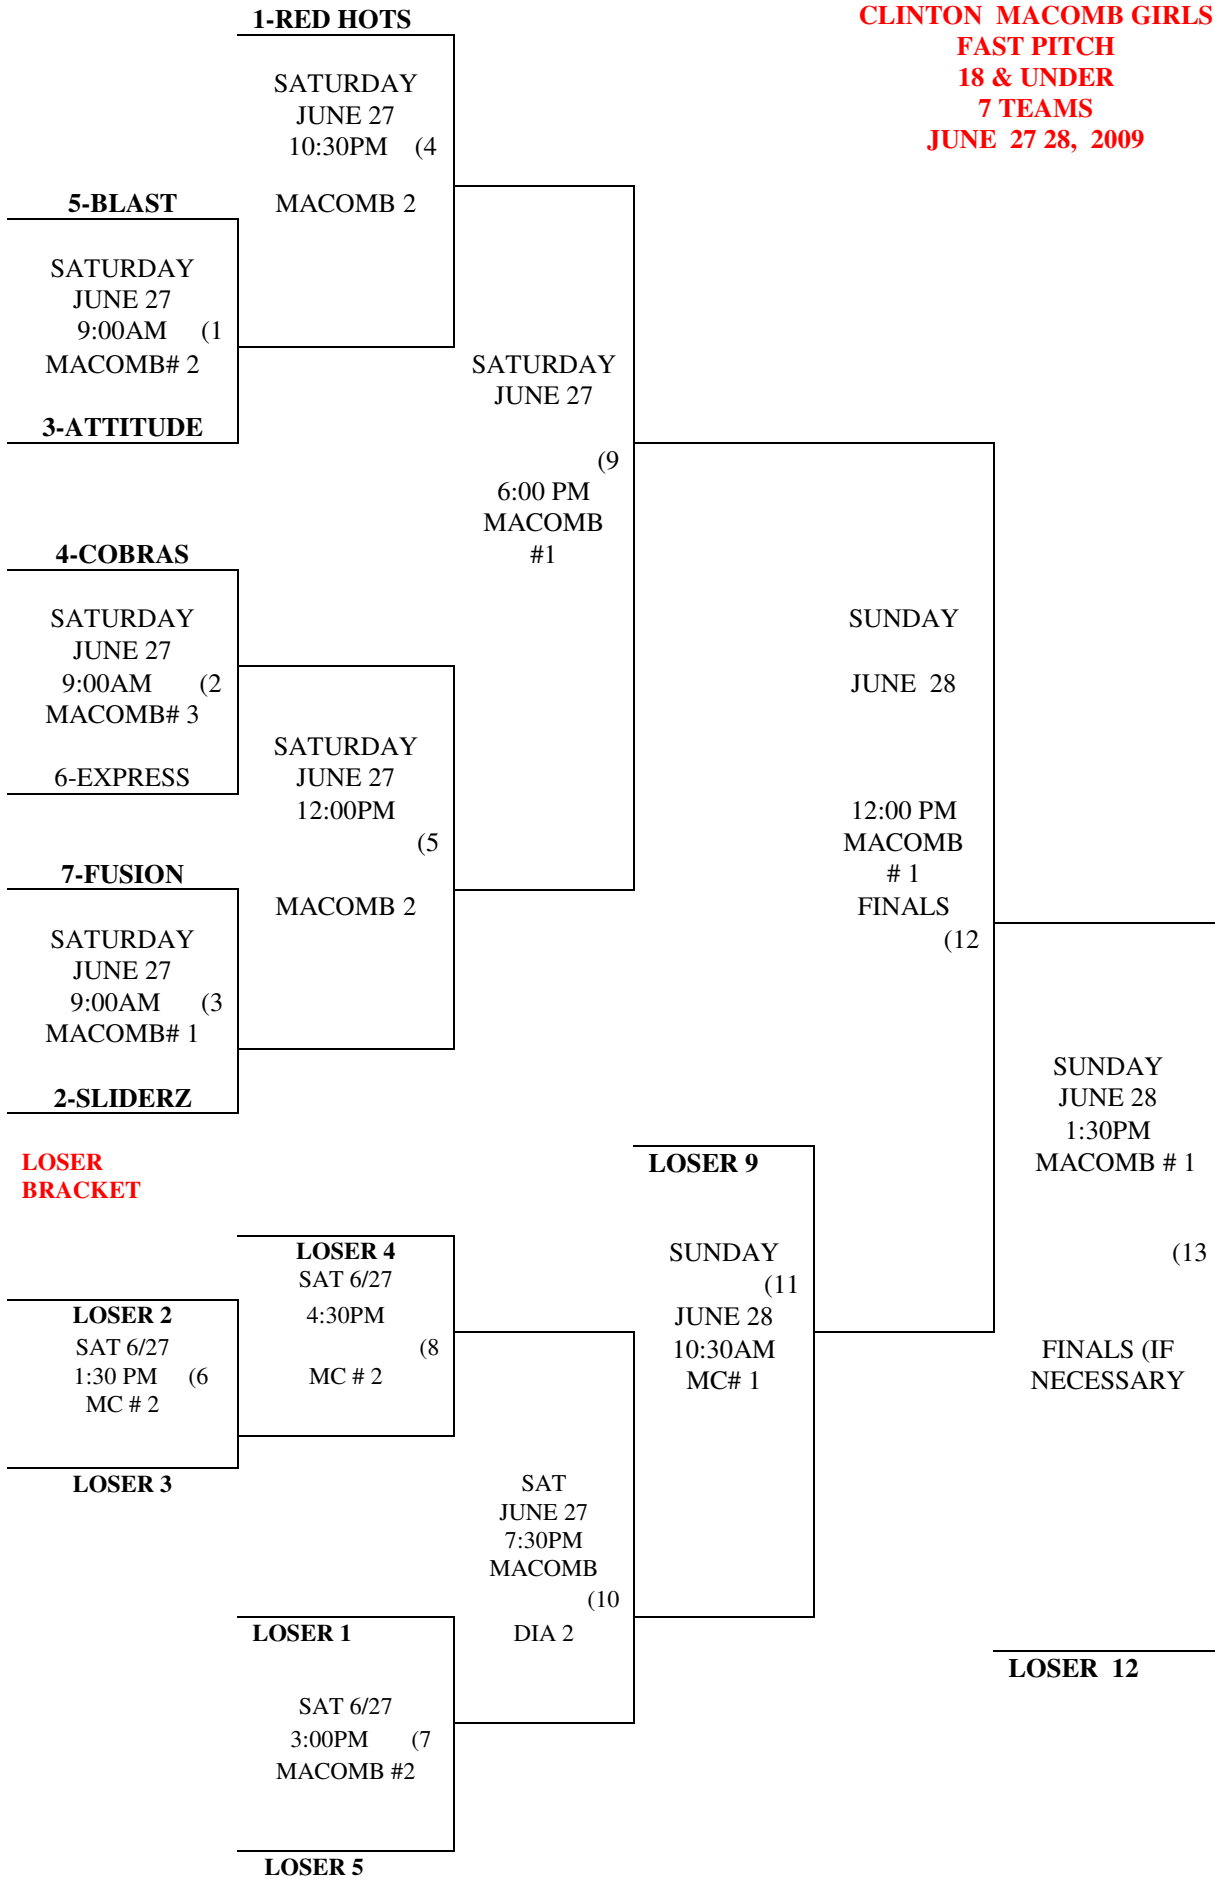 CLINTON MACOMB GIRLS
FAST PITCH
18 & UNDER
7 TEAMS
JUNE 27 28, 2009
1-RED HOTS
SATURDAY
JUNE 27
10:30PM (4
MACOMB 2
5-BLAST
SATURDAY
JUNE 27
9:00AM (1
MACOMB# 2
3-ATTITUDE
SATURDAY
JUNE 27
(9
6:00 PM
MACOMB
#1
4-COBRAS
SATURDAY
JUNE 27
9:00AM (2
MACOMB# 3
6-EXPRESS
SATURDAY
JUNE 27
12:00PM
(5
MACOMB 2
7-FUSION
SATURDAY
JUNE 27
9:00AM (3
MACOMB# 1
2-SLIDERZ
SUNDAY
JUNE 28
12:00 PM
MACOMB
# 1
FINALS
(12
SUNDAY
JUNE 28
1:30PM
MACOMB # 1
(13
FINALS (IF
NECESSARY
LOSER 12
LOSER
BRACKET
LOSER 9
SUNDAY
(11
JUNE 28
10:30AM
MC# 1
LOSER 4
SAT 6/27
4:30PM
(8
MC # 2
LOSER 2
SAT 6/27
1:30 PM (6
MC # 2
LOSER 3
SAT
JUNE 27
7:30PM
MACOMB
(10
DIA 2
LOSER 1
SAT 6/27
3:00PM (7
MACOMB #2
LOSER 5